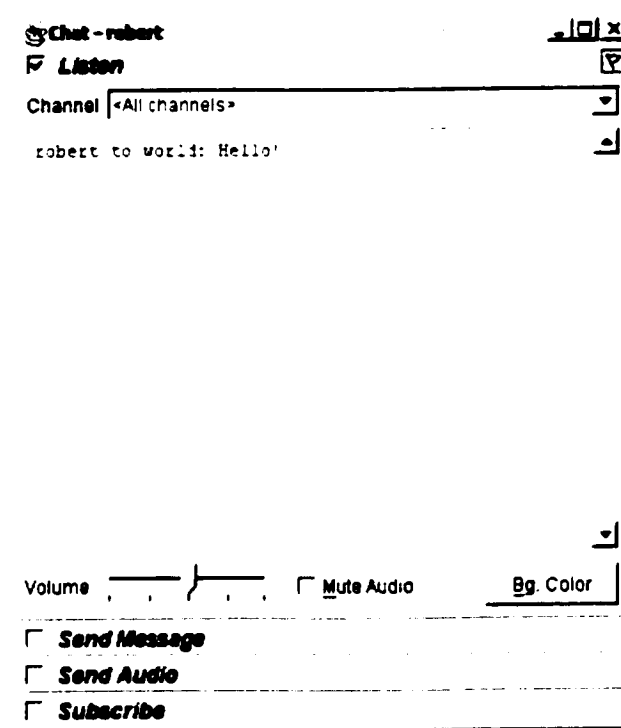 Chat - robert
Listen
Channel <All channels>
robert to world: Hello!
Volume Mute Audio Bg. Color
Send Message
Send Audio
Subscribe